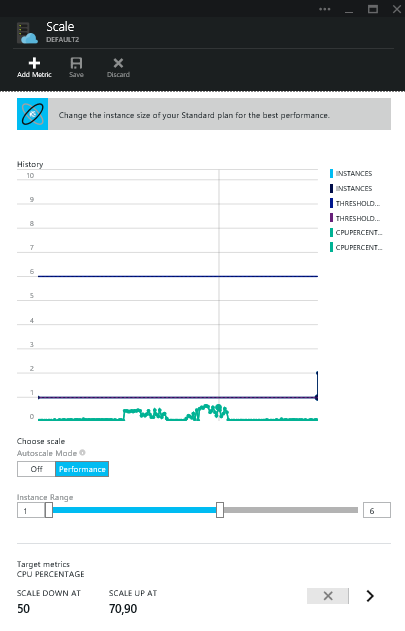 Scale
DEFAULT2
Add Metric Save Discard
Change the instance size of your Standard plan for the best performance.
History
10
9
8
7
6
5
4
3
2
1
0
INSTANCES
INSTANCES
THRESHOLD...
THRESHOLD...
CPUPERCENT...
CPUPERCENT...
Choose scale
Autoscale Mode
Off Performance
Instance Range
1 6
Target metrics
CPU PERCENTAGE
SCALE DOWN AT SCALE UP AT
50 70,90